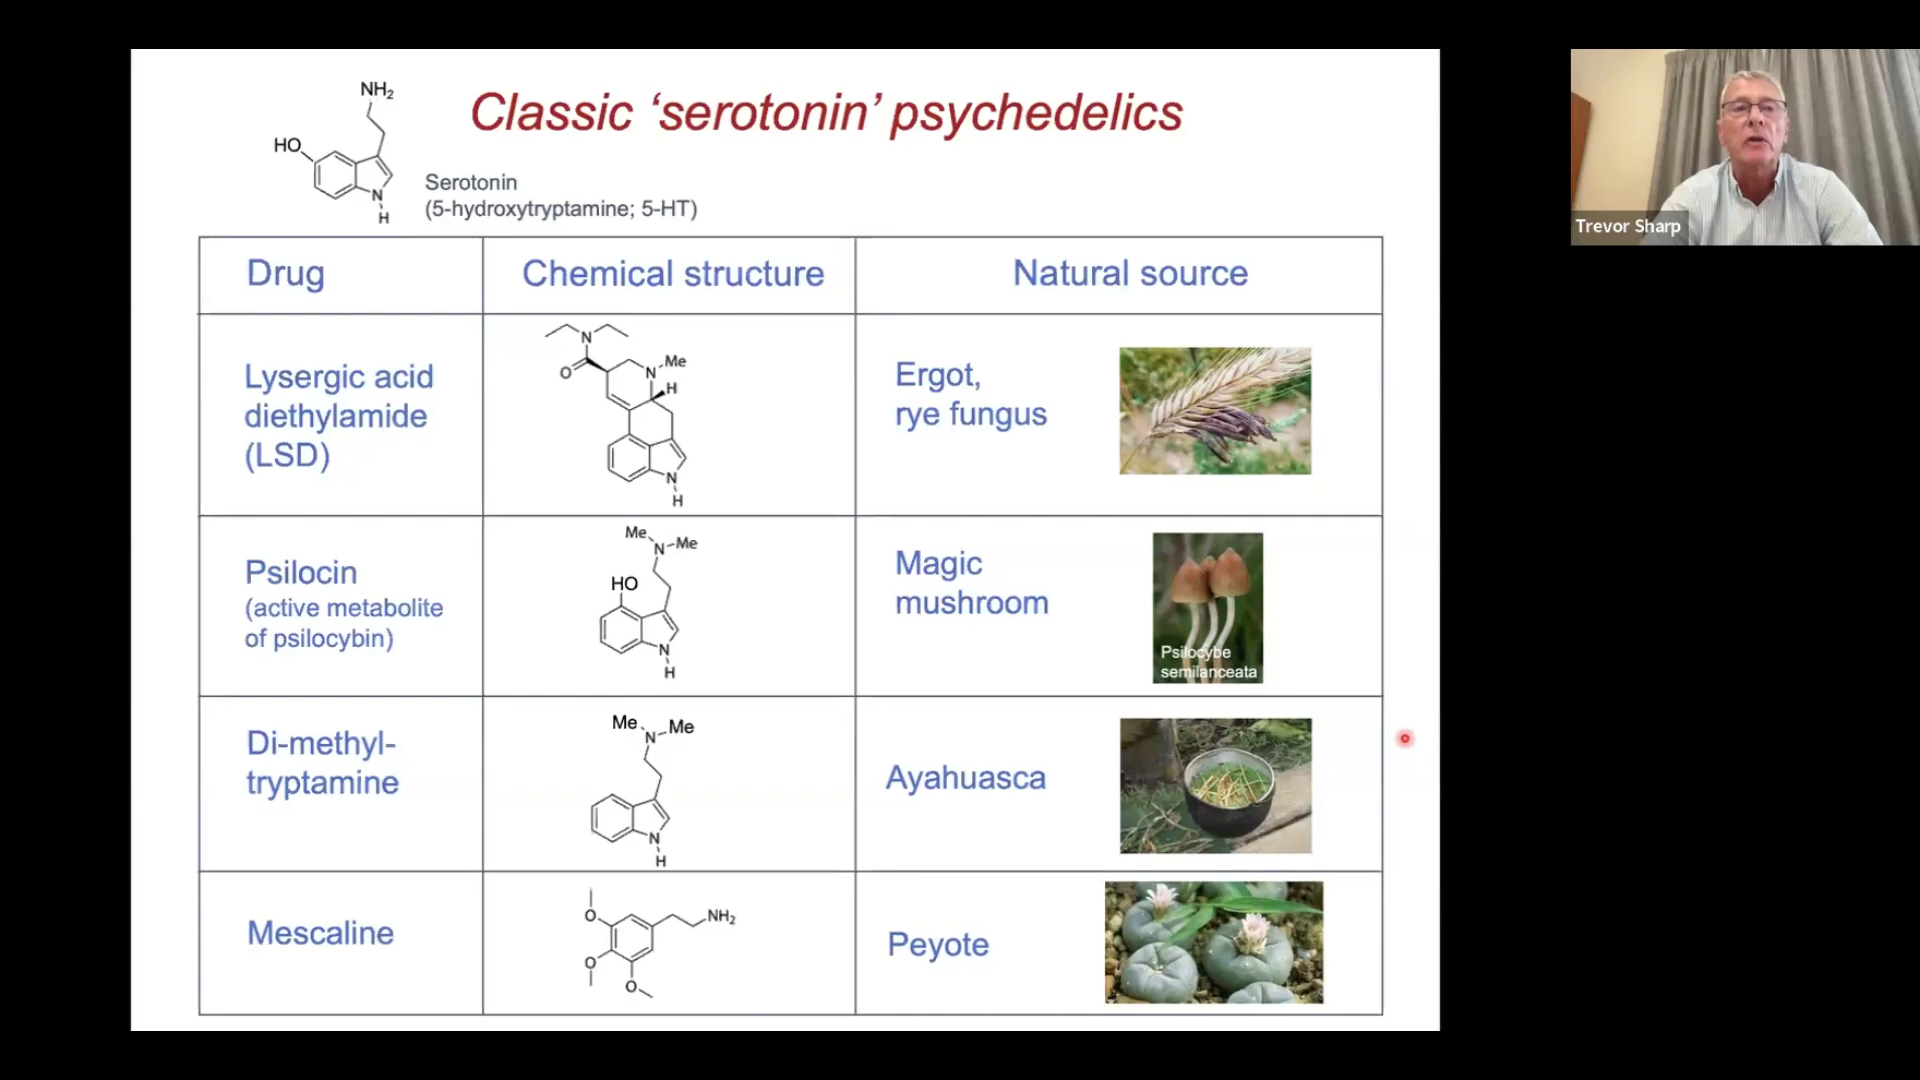 NH₂
Classic ‘serotonin’ psychedelics
HO
N
H
Serotonin
(5-hydroxytryptamine; 5-HT)
Trevor Sharp
Drug
Chemical structure
Natural source
Lysergic acid
diethylamide
(LSD)
N
O
N Me
H
N
H
Ergot,
rye fungus
Psilocin
(active metabolite
of psilocybin)
Me
N Me
HO
N
H
Magic
mushroom
Psilocybe
semilanceata
Di-methyl-
tryptamine
Me Me
N
N
H
Ayahuasca
Mescaline
O NH₂
O
O
Peyote